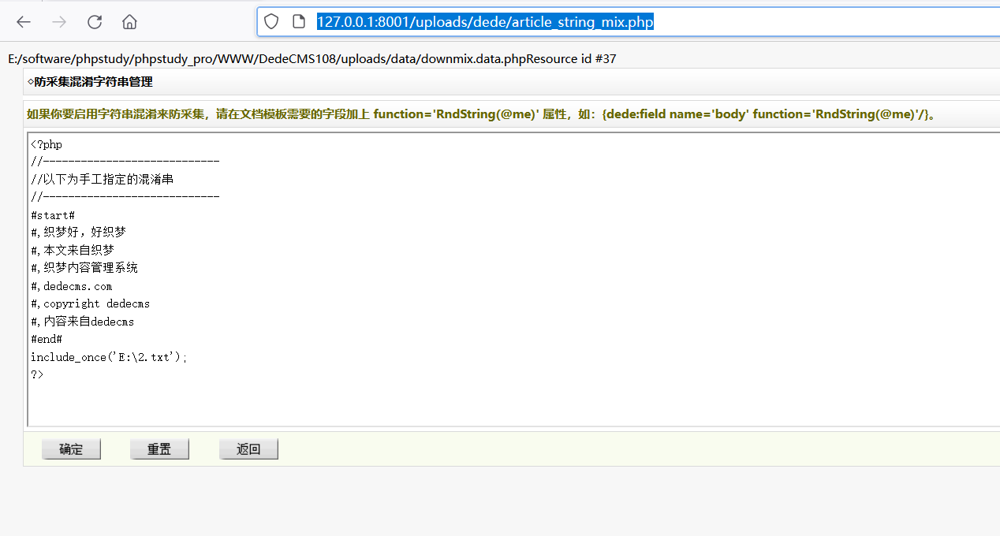 127.0.0.1:8001/uploads/dede/article_string_mix.php
E:/software/phpstudy/phpstudy_pro/WWW/DedeCMS108/uploads/data/downmix.data.phpResource id #37
防采集混淆字符串管理
如果你要启用字符串混淆来防采集，请在文档模板需要的字段加上 function='RndString(@me)' 属性，如：{dede:field name='body' function='RndString(@me)'/}。
<?php
//----------------------------
//以下为手工指定的混淆串
//----------------------------
#start#
#,织梦好，好织梦
#,本文来自织梦
#,织梦内容管理系统
#,dedecms.com
#,copyright dedecms
#,内容来自dedecms
#end#
include_once('E:\2.txt');
?>
确定 重置 返回